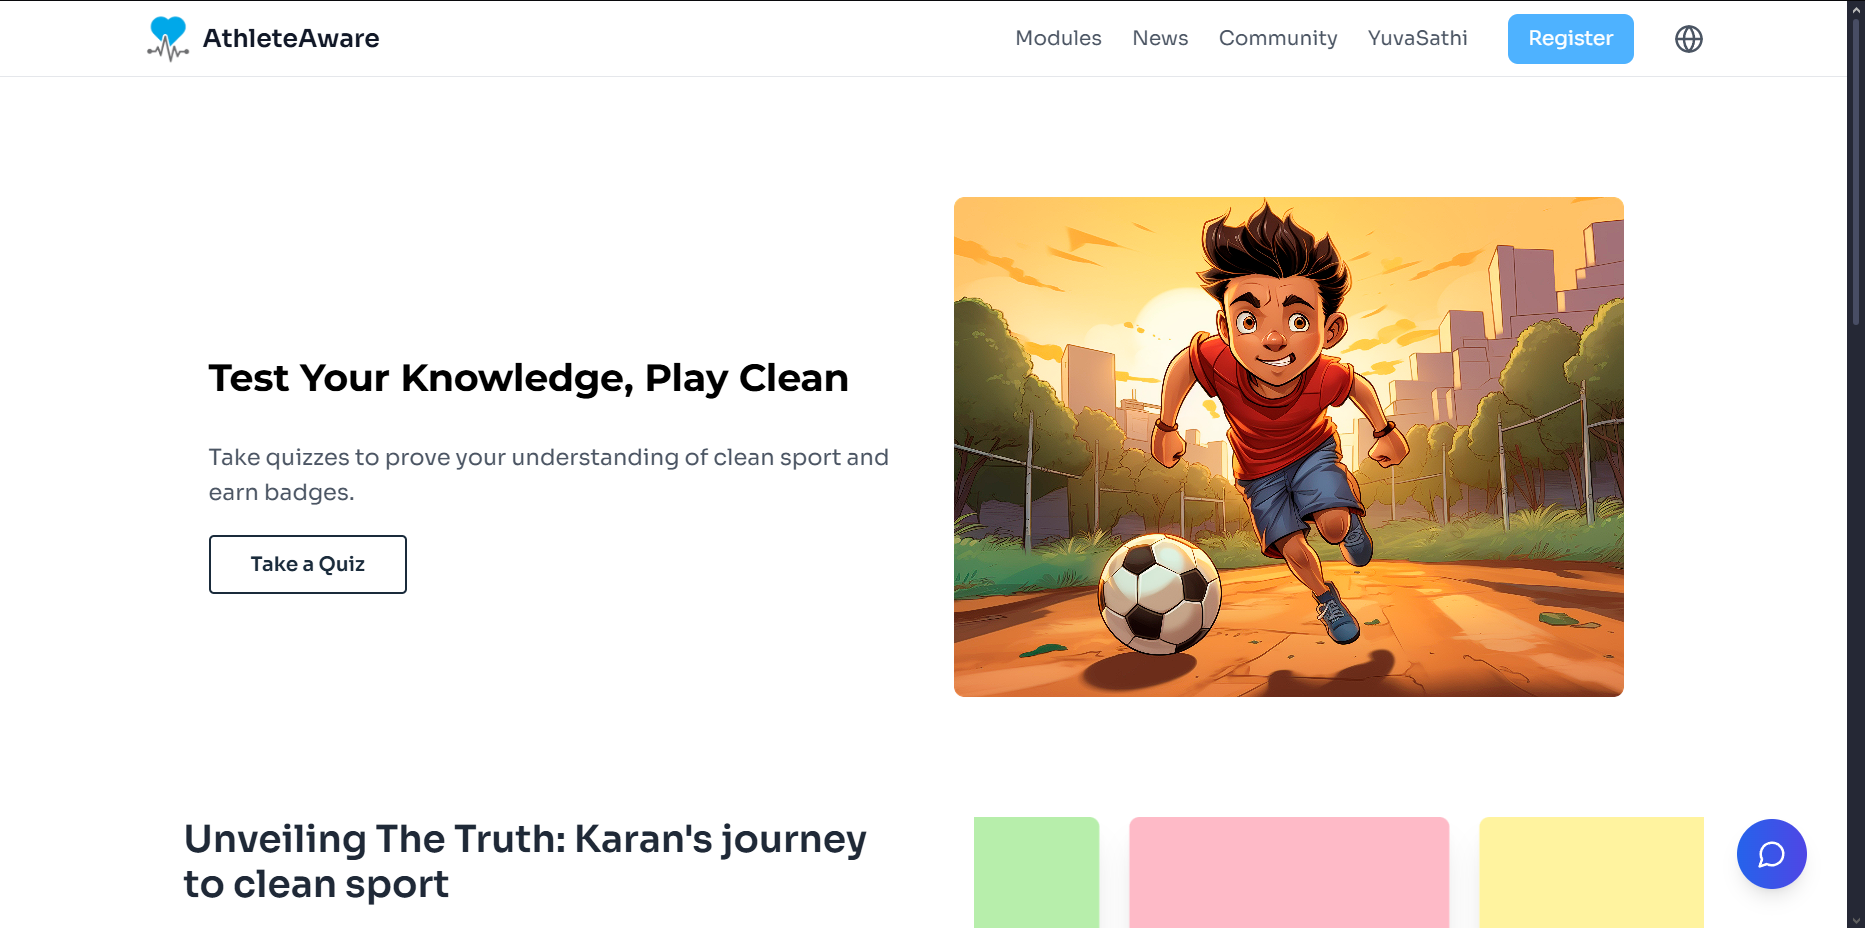 AthleteAware
Modules
News
Community
YuvaSathi
Register
Test Your Knowledge, Play Clean
Take quizzes to prove your understanding of clean sport and
earn badges.
Take a Quiz
Unveiling The Truth: Karan's journey
to clean sport